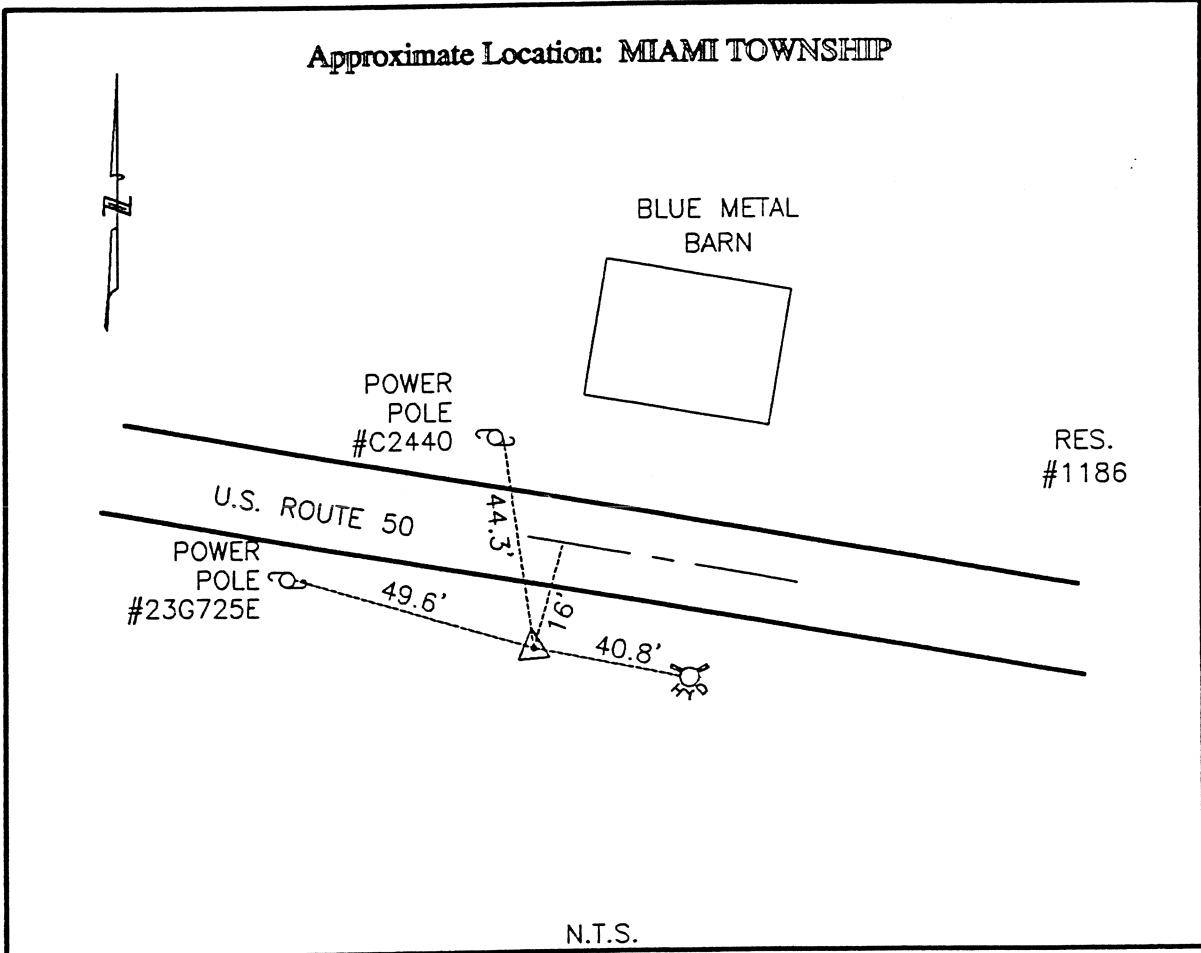 Approximate Location: MIAMI TOWNSHIP
N
BLUE METAL
BARN
POWER
POLE
#C2440
RES.
#1186
U.S. ROUTE 50
44.3'
POWER
POLE
#23G725E
49.6'
16'
40.8'
HYD
N.T.S.